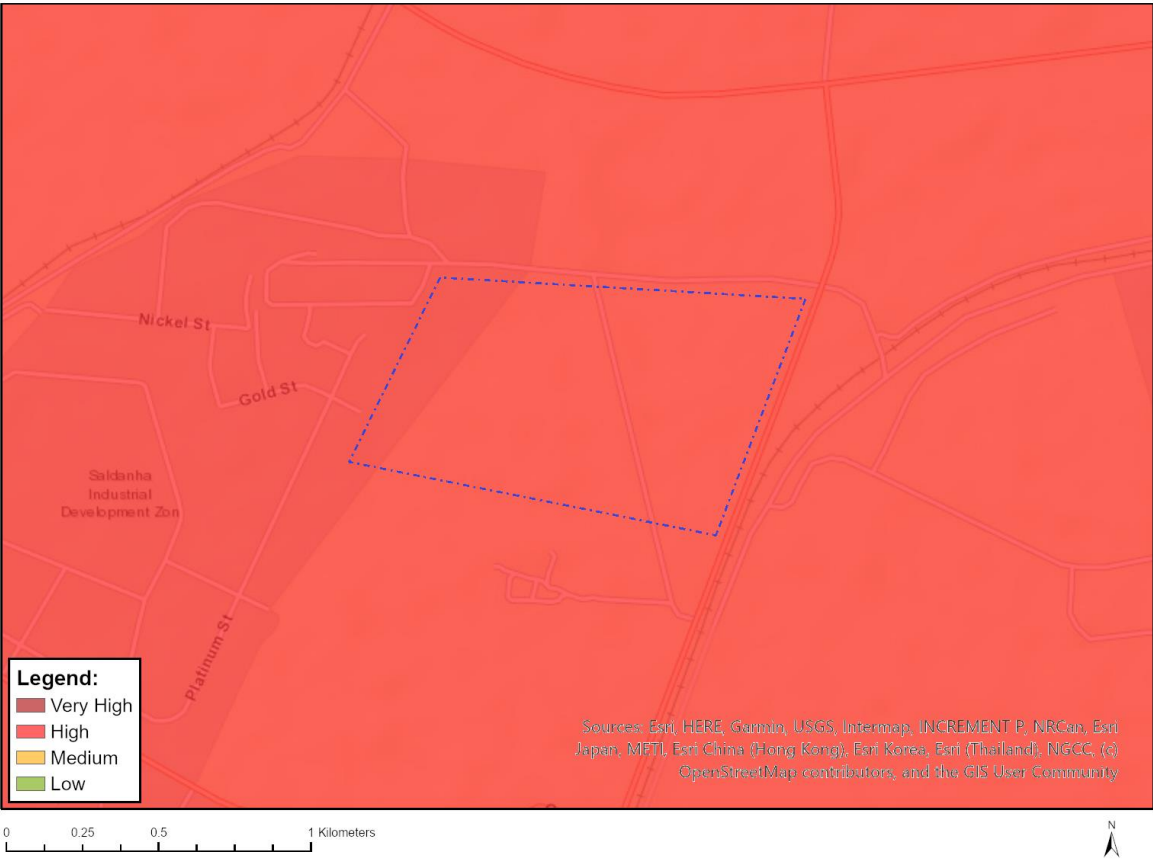 Nickel St
Gold St
Saldanha
Industrial
Development Zon
Platinum St
Legend:
Very High
High
Medium
Low
Sources: Esri, HERE, Garmin, USGS, Intermap, INCREMENT P, NRCan, Esri
Japan, METI, Esri China (Hong Kong), Esri Korea, Esri (Thailand), NGCC, (c)
OpenStreetMap contributors, and the GIS User Community
0 0.25 0.5 1 Kilometers
N